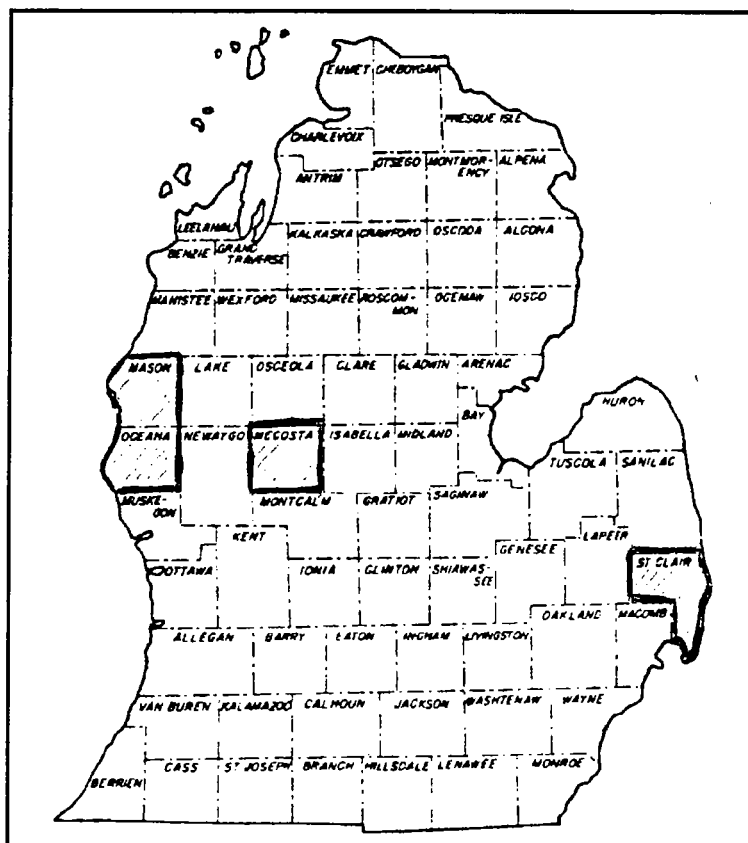 EMMET CHEBOYGAN
PRESQUE ISLE
CHARLEVOIX
OTSEGO MONTMOR-
ENCY
ALPENA
ANTRIM
LEELANAU
KALKASKA CRAWFORD OSCODA ALCONA
BENZIE GRAND
TRAVERSE
MANISTEE WEXFORD MISSAUKEE ROSCOM-
MON
OGEMAW IOSCO
MASON LAKE OSCEOLA CLARE GLADWIN ARENAC
HURON
BAY
OCEANA NEWAYGO MECOSTA ISABELLA MIDLAND
TUSCOLA SANILAC
MUSKE-
GON
MONTCALM GRATIOT SAGINAW
KENT
LAPEER
GENESEE
ST CLAIR
OTTAWA IONIA CLINTON SHIAWAS-
SEE
OAKLAND MACOMB
ALLEGAN BARRY EATON INGHAM LIVINGSTON
VAN BUREN KALAMAZOO CALHOUN JACKSON WASHTENAW WAYNE
BERRIEN CASS ST JOSEPH BRANCH HILLSDALE LENAWEE MONROE